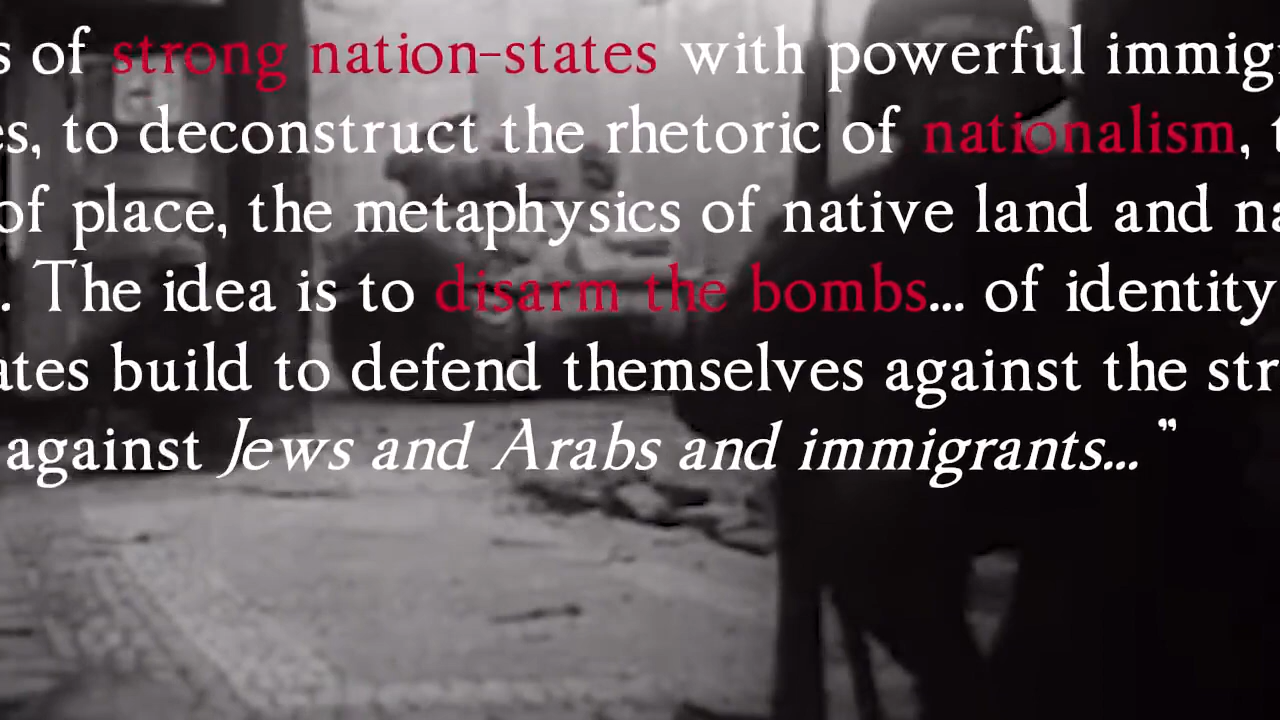 s of strong nation-states with powerful immig
es, to deconstruct the rhetoric of nationalism, t
of place, the metaphysics of native land and na
. The idea is to disarm the bombs... of identity
ates build to defend themselves against the str
against Jews and Arabs and immigrants..."